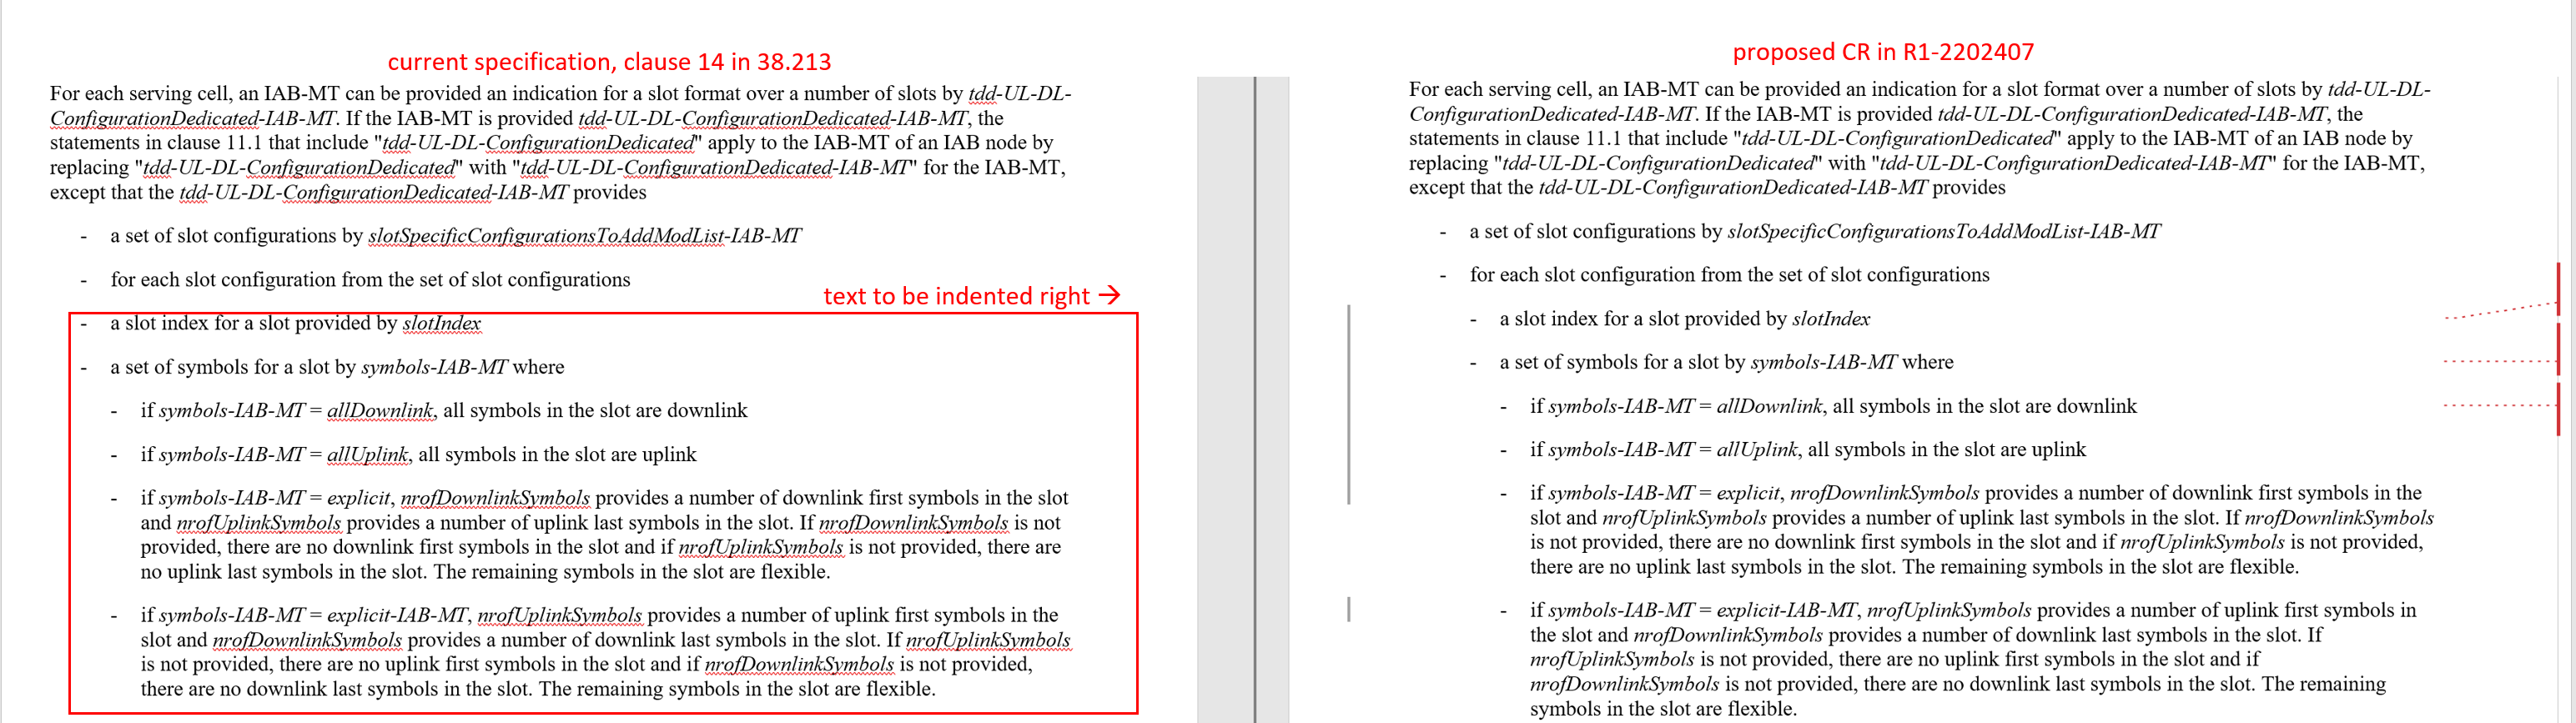 current specification, clause 14 in 38.213
For each serving cell, an IAB-MT can be provided an indication for a slot format over a number of slots by tdd-UL-DL-
ConfigurationDedicated-IAB-MT. If the IAB-MT is provided tdd-UL-DL-ConfigurationDedicated-IAB-MT, the
statements in clause 11.1 that include "tdd-UL-DL-ConfigurationDedicated" apply to the IAB-MT of an IAB node by
replacing "tdd-UL-DL-ConfigurationDedicated" with "tdd-UL-DL-ConfigurationDedicated-IAB-MT" for the IAB-MT,
except that the tdd-UL-DL-ConfigurationDedicated-IAB-MT provides
- a set of slot configurations by slotSpecificConfigurationsToAddModList-IAB-MT
- for each slot configuration from the set of slot configurations
text to be indented right →
- a slot index for a slot provided by slotIndex
- a set of symbols for a slot by symbols-IAB-MT where
- if symbols-IAB-MT = allDownlink, all symbols in the slot are downlink
- if symbols-IAB-MT = allUplink, all symbols in the slot are uplink
- if symbols-IAB-MT = explicit, nrofDownlinkSymbols provides a number of downlink first symbols in the slot
and nrofUplinkSymbols provides a number of uplink last symbols in the slot. If nrofDownlinkSymbols is not
provided, there are no downlink first symbols in the slot and if nrofUplinkSymbols is not provided, there are
no uplink last symbols in the slot. The remaining symbols in the slot are flexible.
- if symbols-IAB-MT = explicit-IAB-MT, nrofUplinkSymbols provides a number of uplink first symbols in the
slot and nrofDownlinkSymbols provides a number of downlink last symbols in the slot. If nrofUplinkSymbols
is not provided, there are no uplink first symbols in the slot and if nrofDownlinkSymbols is not provided,
there are no downlink last symbols in the slot. The remaining symbols in the slot are flexible.
proposed CR in R1-2202407
For each serving cell, an IAB-MT can be provided an indication for a slot format over a number of slots by tdd-UL-DL-
ConfigurationDedicated-IAB-MT. If the IAB-MT is provided tdd-UL-DL-ConfigurationDedicated-IAB-MT, the
statements in clause 11.1 that include "tdd-UL-DL-ConfigurationDedicated" apply to the IAB-MT of an IAB node by
replacing "tdd-UL-DL-ConfigurationDedicated" with "tdd-UL-DL-ConfigurationDedicated-IAB-MT" for the IAB-MT,
except that the tdd-UL-DL-ConfigurationDedicated-IAB-MT provides
- a set of slot configurations by slotSpecificConfigurationsToAddModList-IAB-MT
- for each slot configuration from the set of slot configurations
- a slot index for a slot provided by slotIndex
- a set of symbols for a slot by symbols-IAB-MT where
- if symbols-IAB-MT = allDownlink, all symbols in the slot are downlink
- if symbols-IAB-MT = allUplink, all symbols in the slot are uplink
- if symbols-IAB-MT = explicit, nrofDownlinkSymbols provides a number of downlink first symbols in the
slot and nrofUplinkSymbols provides a number of uplink last symbols in the slot. If nrofDownlinkSymbols
is not provided, there are no downlink first symbols in the slot and if nrofUplinkSymbols is not provided,
there are no uplink last symbols in the slot. The remaining symbols in the slot are flexible.
- if symbols-IAB-MT = explicit-IAB-MT, nrofUplinkSymbols provides a number of uplink first symbols in
the slot and nrofDownlinkSymbols provides a number of downlink last symbols in the slot. If
nrofUplinkSymbols is not provided, there are no uplink first symbols in the slot and if
nrofDownlinkSymbols is not provided, there are no downlink last symbols in the slot. The remaining
symbols in the slot are flexible.